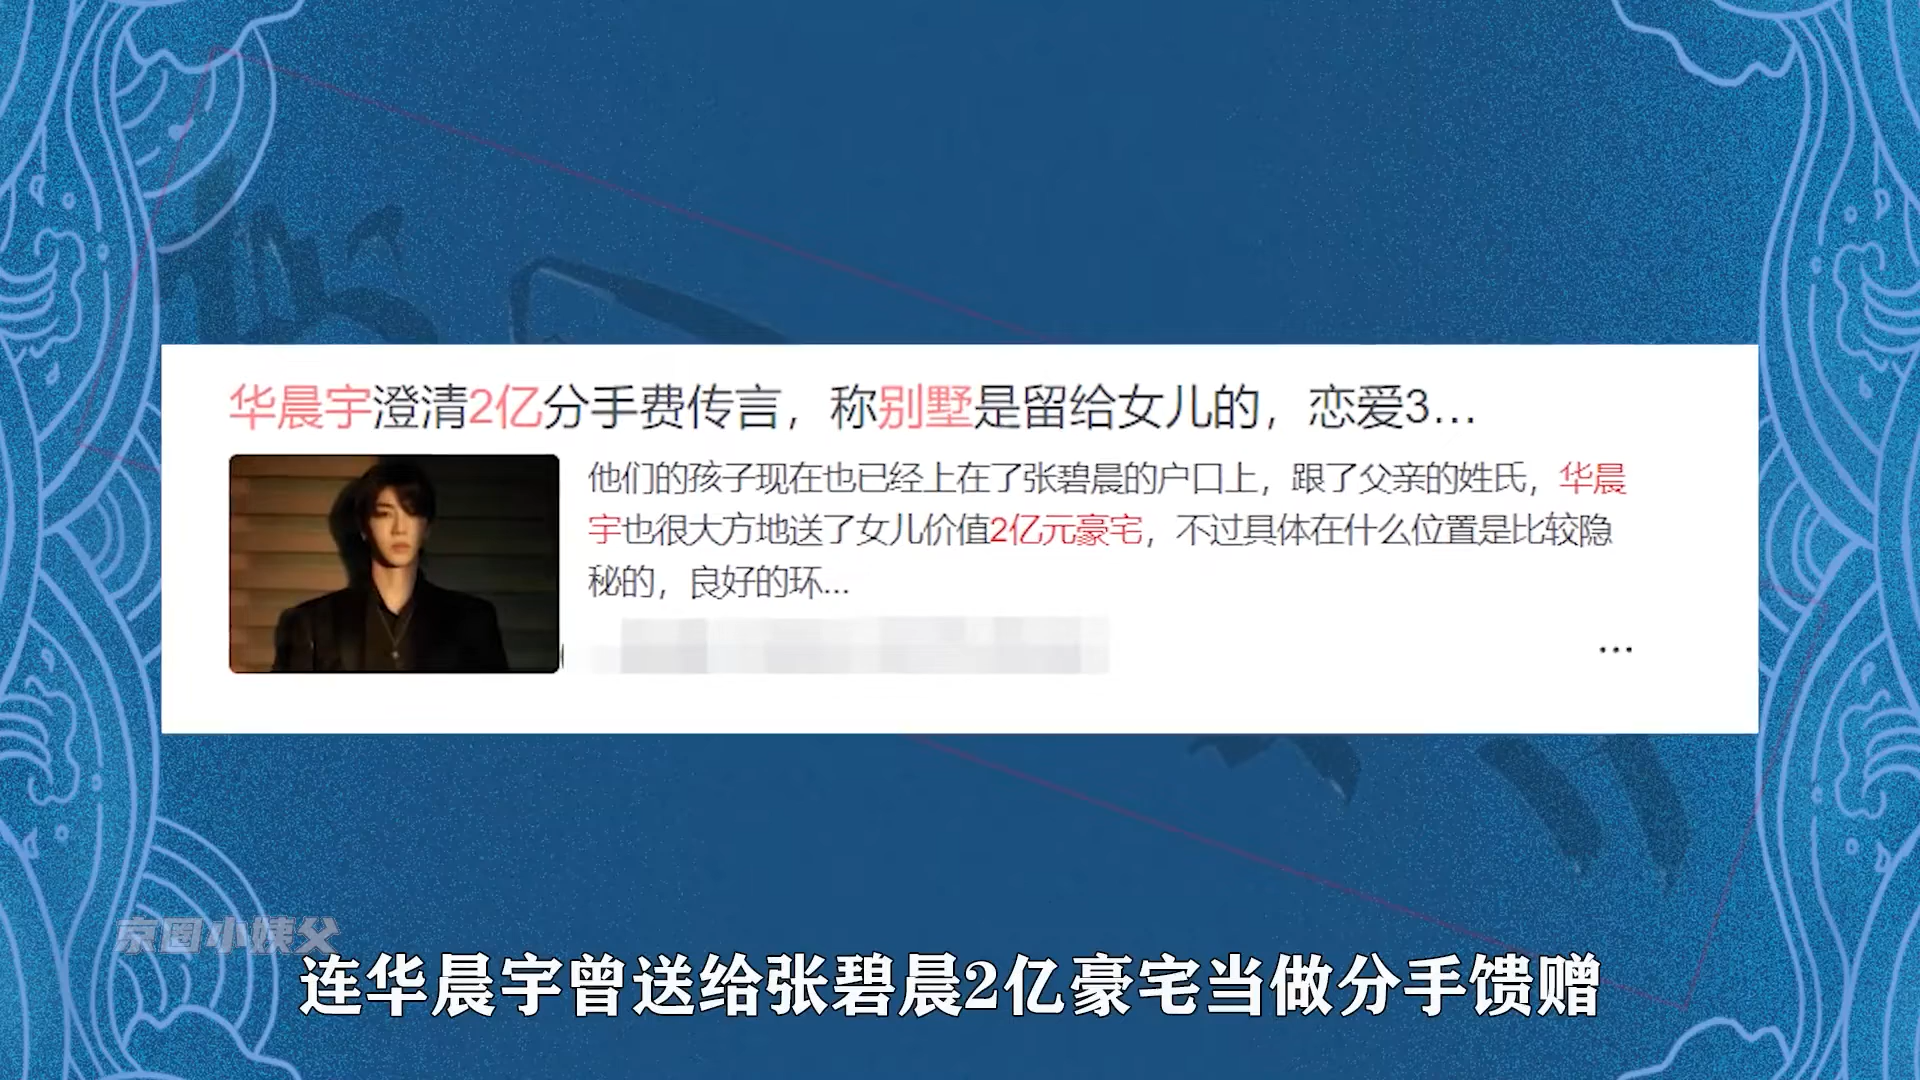 华晨宇澄清2亿分手费传言，称别墅是留给女儿的，恋爱3...
他们的孩子现在也已经上在了张碧晨的户口上，跟了父亲的姓氏，华晨
宇也很大方地送了女儿价值2亿元豪宅，不过具体在什么位置是比较隐
秘的，良好的环...
京圈小姨父
连华晨宇曾送给张碧晨2亿豪宅当做分手馈赠